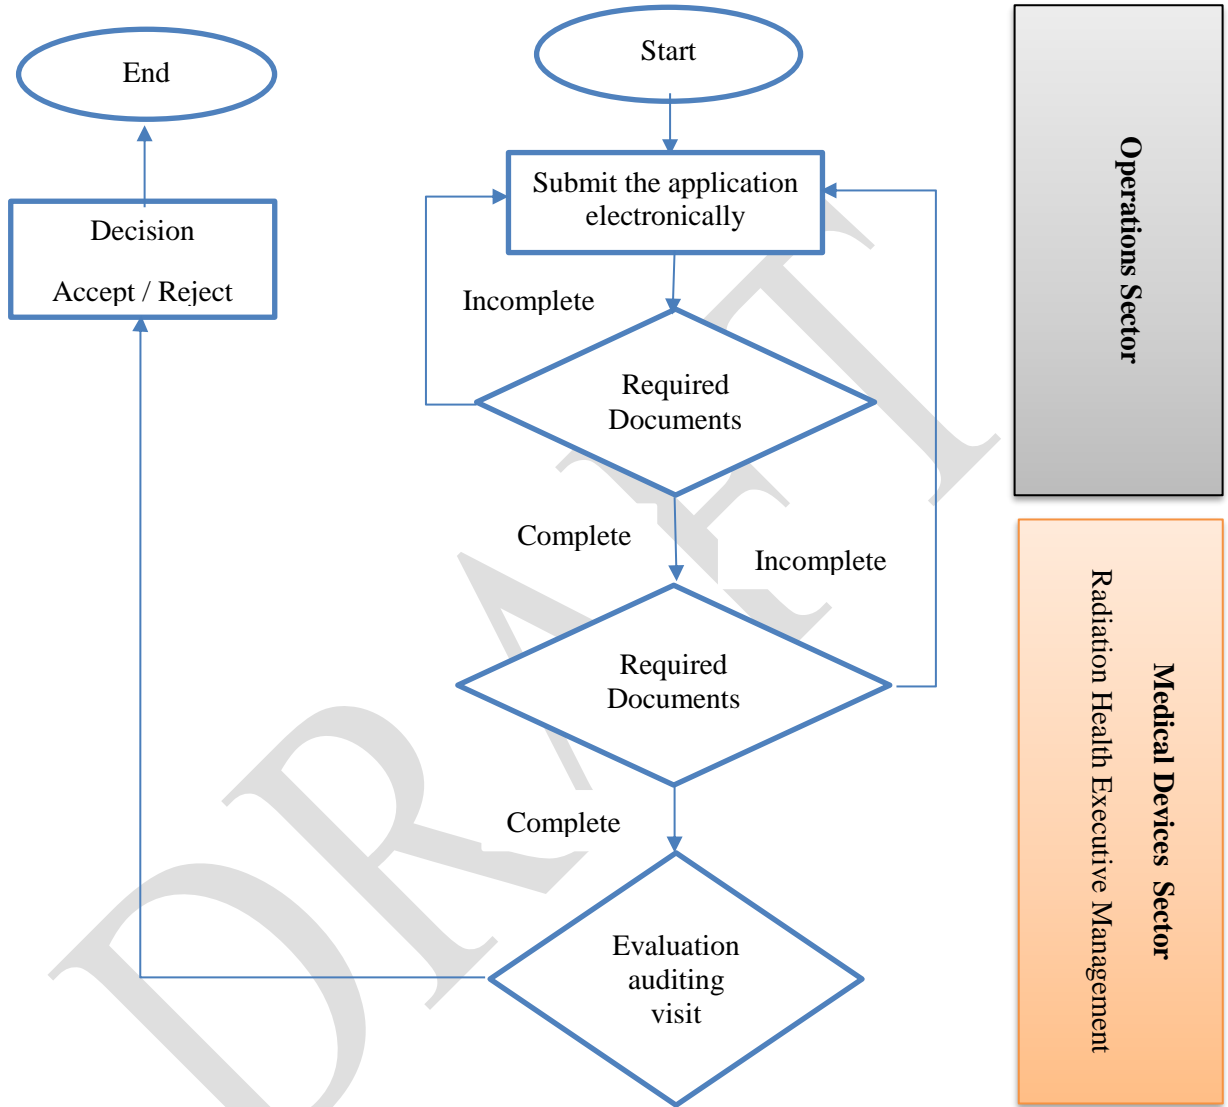 Start
End
Submit the application
electronically
Decision
Accept / Reject
Incomplete
Required
Documents
Complete
Incomplete
Required
Documents
Complete
Evaluation
auditing
visit
Operations Sector
Medical Devices Sector
Radiation Health Executive Management
DRAFT